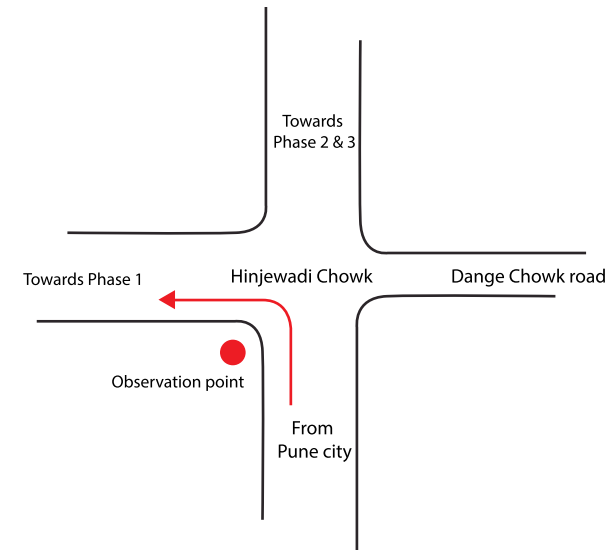 Towards
Phase 2 & 3
Towards Phase 1
Hinjewadi Chowk
Dange Chowk road
Observation point
From
Pune city